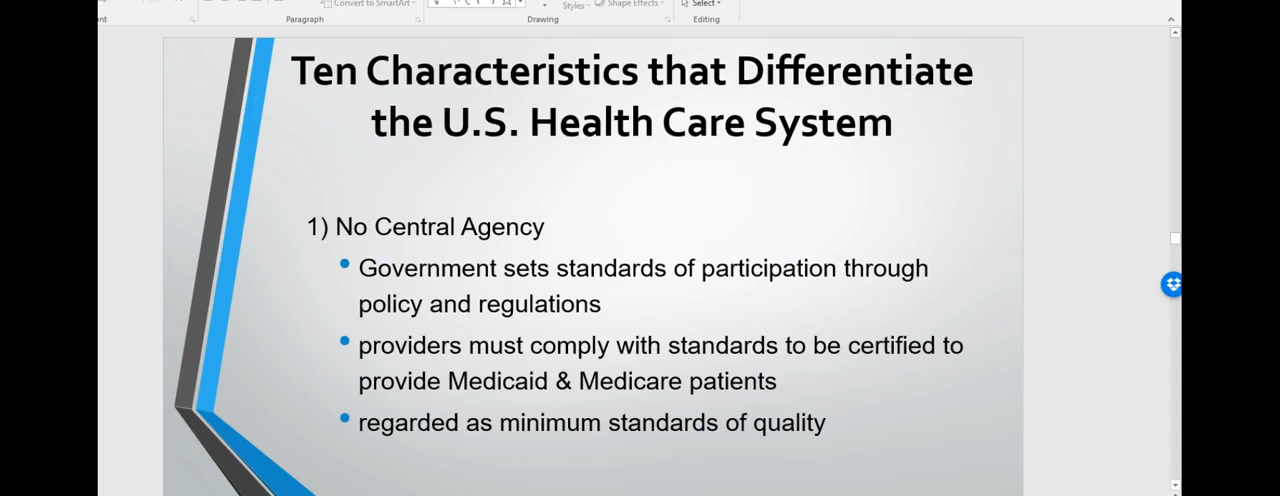 Convert to SmartArt
Styles
Shape Effects
Select
Paragraph
Drawing
Editing
Ten Characteristics that Differentiate
the U.S. Health Care System
1) No Central Agency
Government sets standards of participation through
policy and regulations
providers must comply with standards to be certified to
provide Medicaid & Medicare patients
regarded as minimum standards of quality